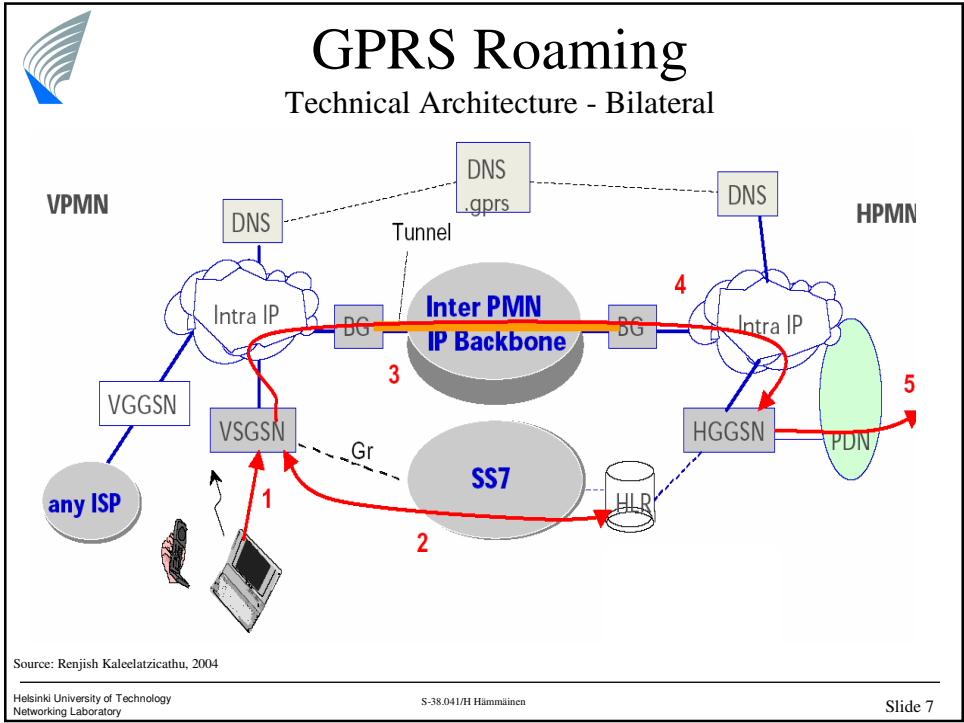 GPRS Roaming
Technical Architecture - Bilateral
DNS
.gprs
DNS
VPMN
HPMN
DNS
Tunnel
4
Inter PMN
Intra IP
BG
BG
Intra IP
IP Backbone
3
5
VGGSN
VSGSN
HGGSN
PDN
Gr
SS7
any ISP
1
HLR
2
Source: Renjish Kaleelatzicathu, 2004
Helsinki University of Technology
Networking Laboratory
S-38.041/H Hämmäinen
Slide 7